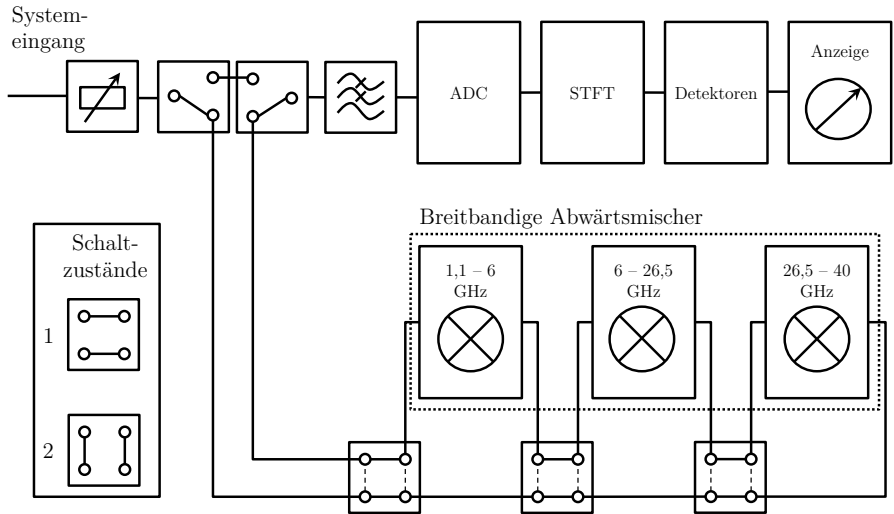 System-
eingang
ADC
STFT
Detektoren
Anzeige
Breitbandige Abwärtsmischer
Schalt-
zustände
1
2
1,1 – 6
GHz
6 – 26,5
GHz
26,5 – 40
GHz